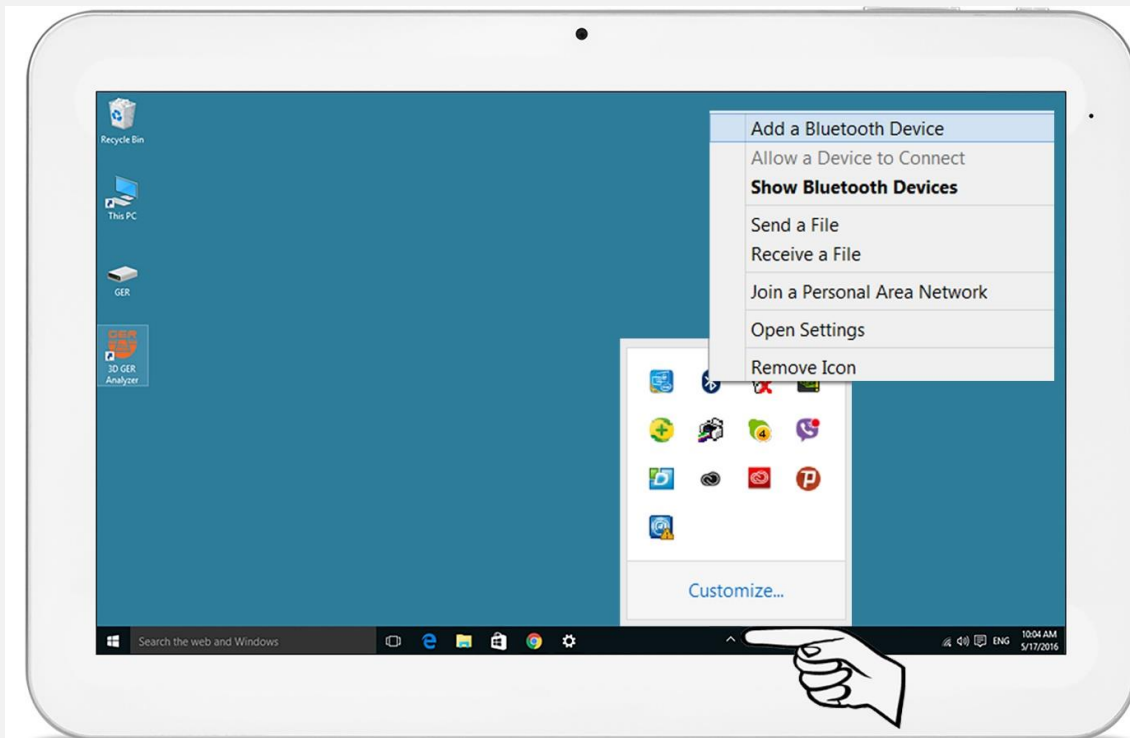 Recycle Bin
This PC
GER
GER
3D GER
Analyzer
Add a Bluetooth Device
Allow a Device to Connect
Show Bluetooth Devices
Send a File
Receive a File
Join a Personal Area Network
Open Settings
Remove Icon
4
Customize...
Search the web and Windows
ENG
10:04 AM
5/17/2016